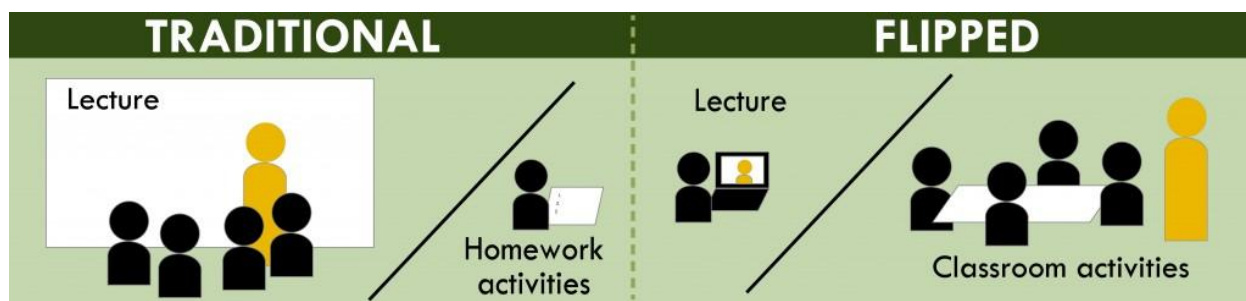 TRADITIONAL
Lecture
Homework
activities
FLIPPED
Lecture
Classroom activities